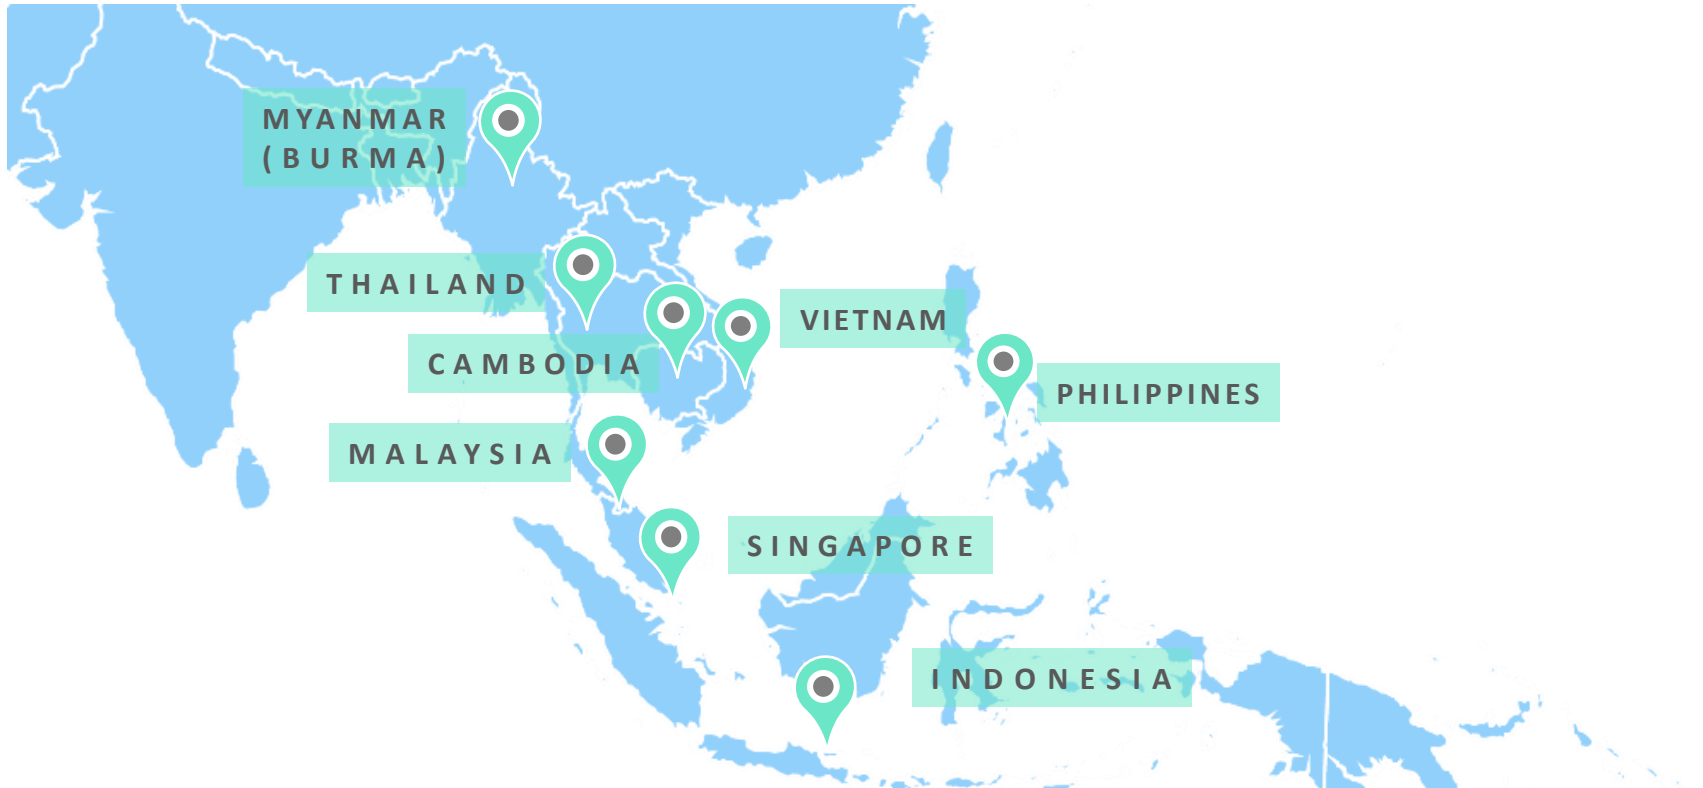 MYANMAR
(BURMA)
THAILAND
VIETNAM
CAMBODIA
PHILIPPINES
MALAYSIA
SINGAPORE
INDONESIA